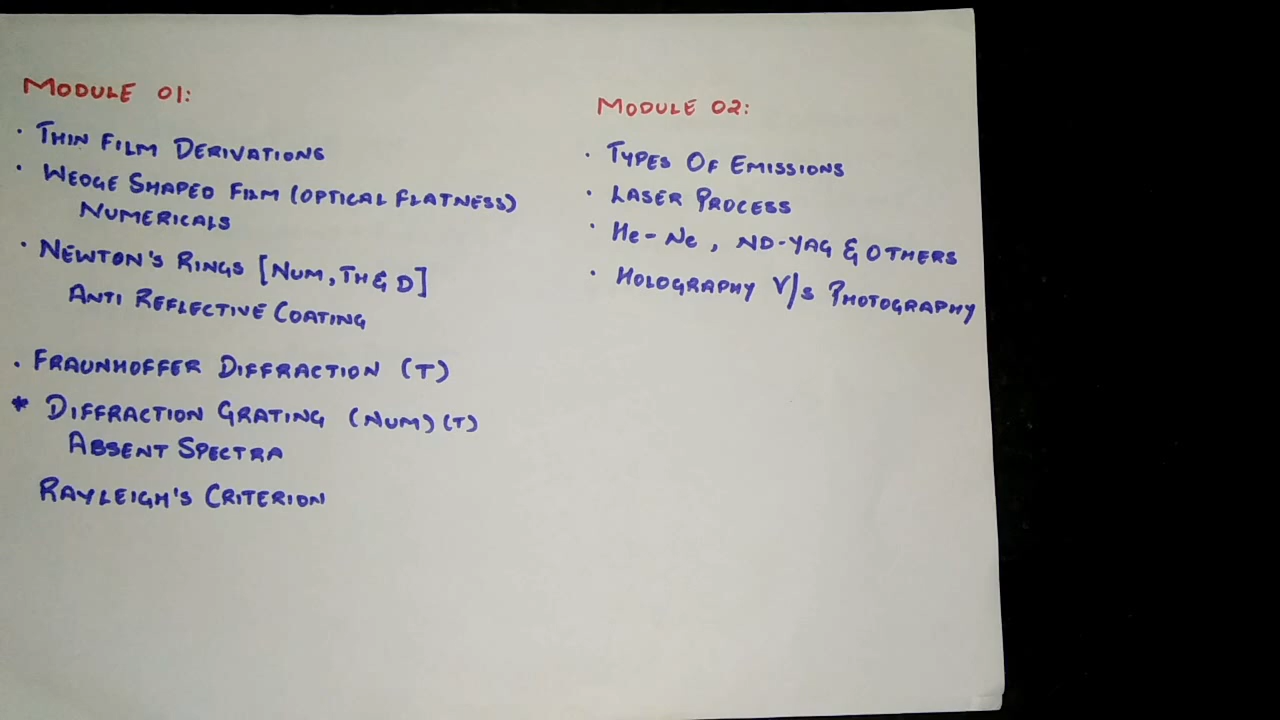 MODULE 01:
· THIN FILM DERIVATIONS
· WEDGE SHAPED FILM (OPTICAL FLATNESS)
NUMERICALS
· NEWTON'S RINGS [NUM, TH & D]
ANTI REFLECTIVE COATING
· FRAUNHOFFER DIFFRACTION (T)
* DIFFRACTION GRATING (NUM) (T)
ABSENT SPECTRA
RAYLEIGH'S CRITERION
MODULE 02:
· TYPES OF EMISSIONS
· LASER PROCESS
· He-Ne, ND-YAG & OTHERS
· HOLOGRAPHY V/s PHOTOGRAPHY